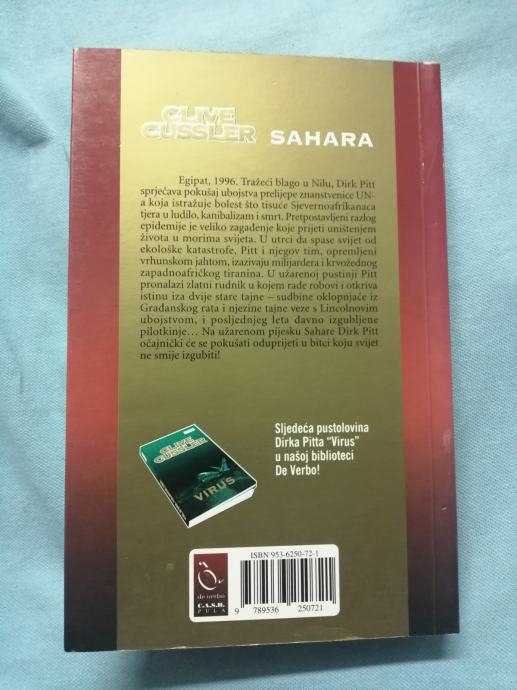 CLIVE
CUSSLER SAHARA
Egipat, 1996. Tražeći blago u Nilu, Dirk Pitt
sprječava pokušaj ubojstva prelijepe znanstvenice UN-
a koja istražuje bolest što tisuće Sjevernoafrikanaca
tjera u ludilo, kanibalizam i smrt. Pretpostavljeni razlog
epidemije je veliko zagađenje koje prijeti uništenjem
života u morima svijeta. U utrci da spase svijet od
ekološke katastrofe, Pitt i njegov tim, opremljeni
vrhunskom jahtom, izazivaju milijardera i krvožednog
zapadnoafričkog tiranina. U užarenoj pustinji Pitt
pronalazi zlatni rudnik u kojem rade robovi i otkriva
istinu iza dvije stare tajne – sudbine oklopnjače iz
Građanskog rata i njezine tajne veze s Lincolnovim
ubojstvom, i posljednjeg leta davno izgubljene
pilotkinje… Na užarenom pijesku Sahare Dirk Pitt
očajnički će se pokušati oduprijeti u bitci koju svijet
ne smije izgubiti!
CLIVE
CUSSLER
VIRUS
Sljedeća pustolovina
Dirka Pitta “Virus”
u našoj biblioteci
De Verbo!
ISBN 953-6250-72-1
9 789536 250721
de verbo
C.A.S.H.
PULA